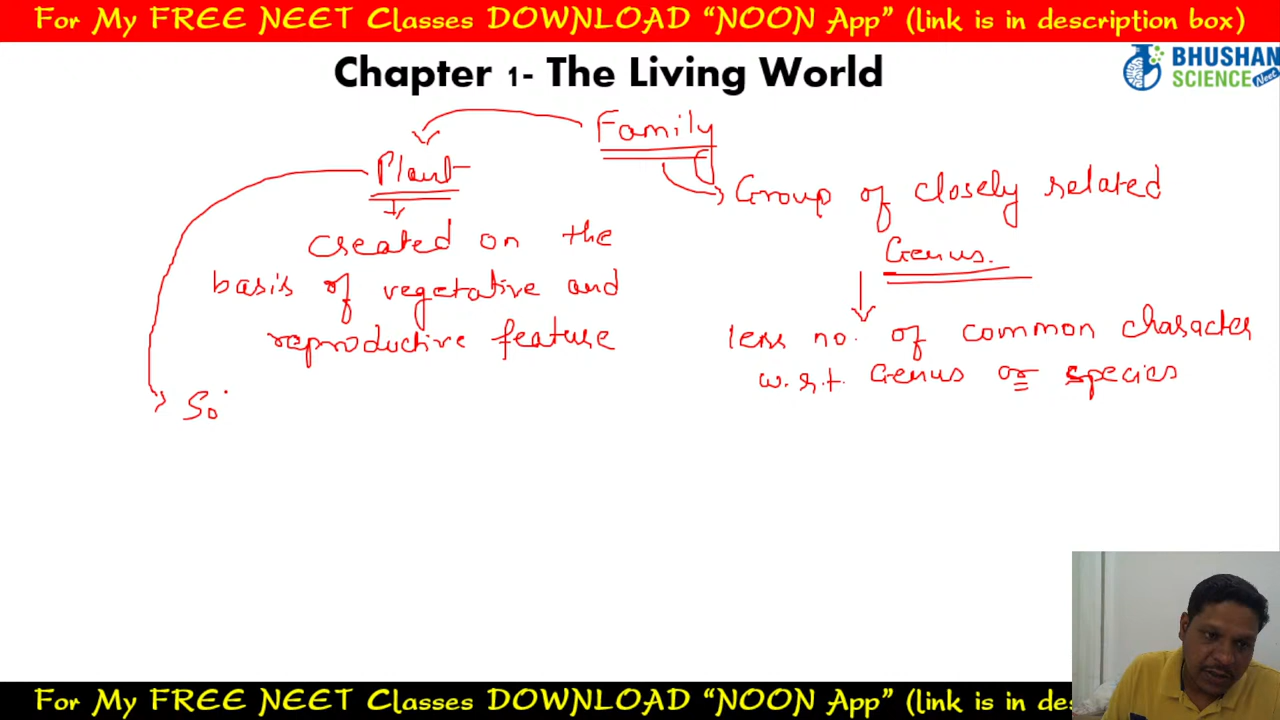 For My FREE NEET Classes DOWNLOAD “NOON App” (link is in description box)
Chapter 1- The Living World
BHUSHAN
SCIENCE Neet
Family
Plant
Group of closely related
Genus.
created on the
basis of vegetative and
reproductive feature
less no. of common character
w.r.t. Genus or species
So
For My FREE NEET Classes DOWNLOAD “NOON App” (link is in des